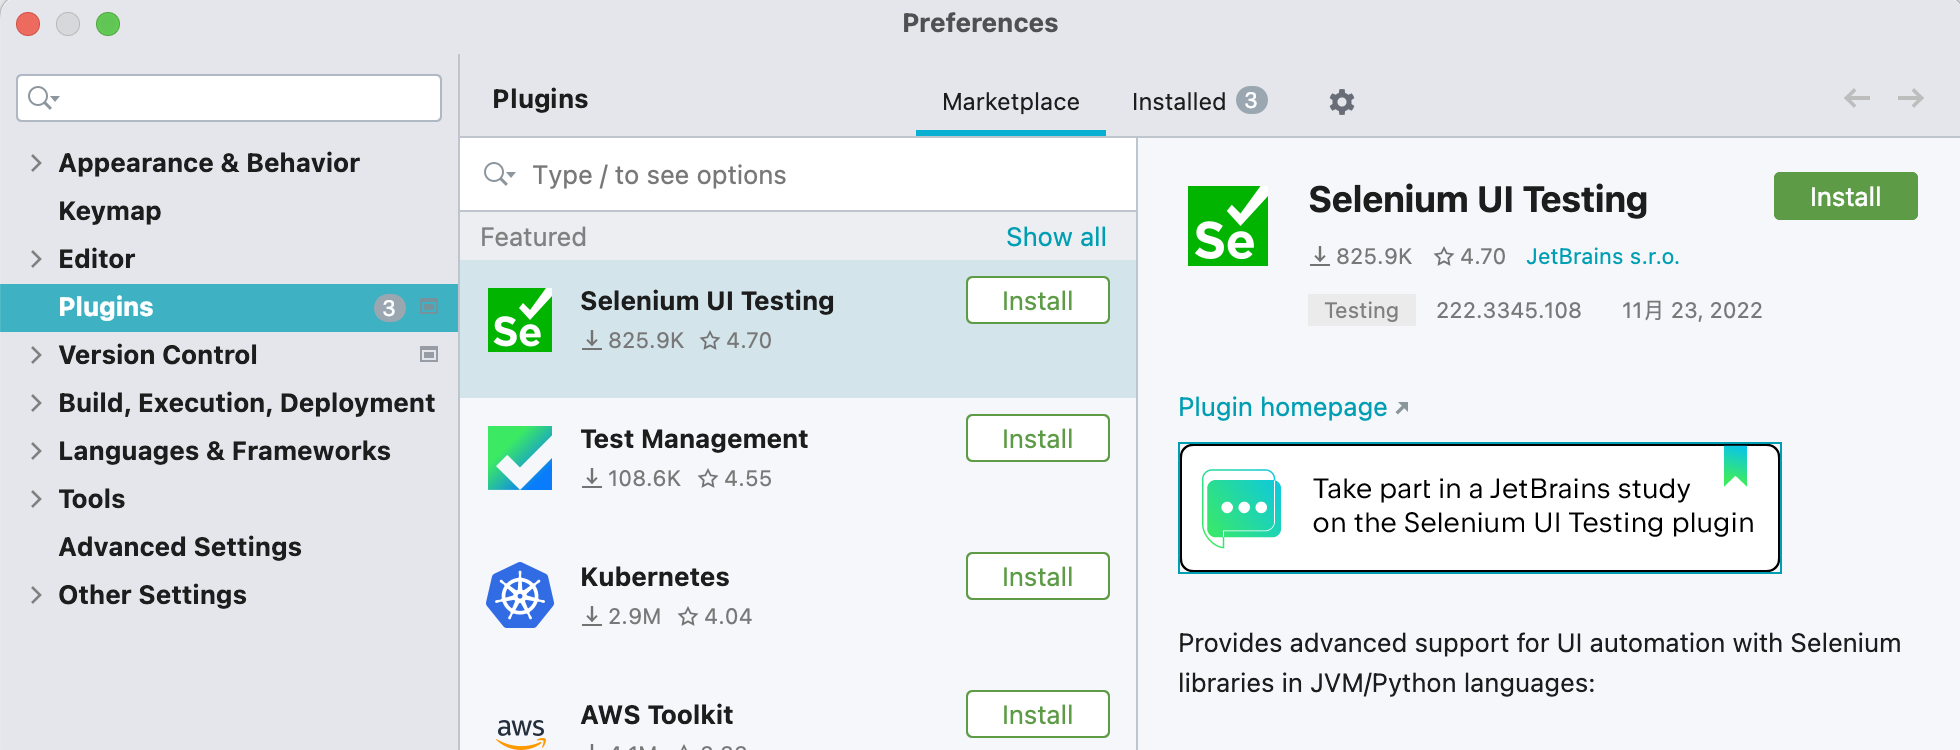 Preferences
Appearance & Behavior
Keymap
Editor
Plugins 3
Version Control
Build, Execution, Deployment
Languages & Frameworks
Tools
Advanced Settings
Other Settings
Plugins
Marketplace
Installed 3
Type / to see options
Featured Show all
Se
Selenium UI Testing
825.9K 4.70
Install
Test Management
108.6K 4.55
Install
Kubernetes
2.9M 4.04
Install
aws
AWS Toolkit
Install
Se
Selenium UI Testing
Install
825.9K 4.70 JetBrains s.r.o.
Testing 222.3345.108 11月 23, 2022
Plugin homepage
Take part in a JetBrains study
on the Selenium UI Testing plugin
Provides advanced support for UI automation with Selenium
libraries in JVM/Python languages: